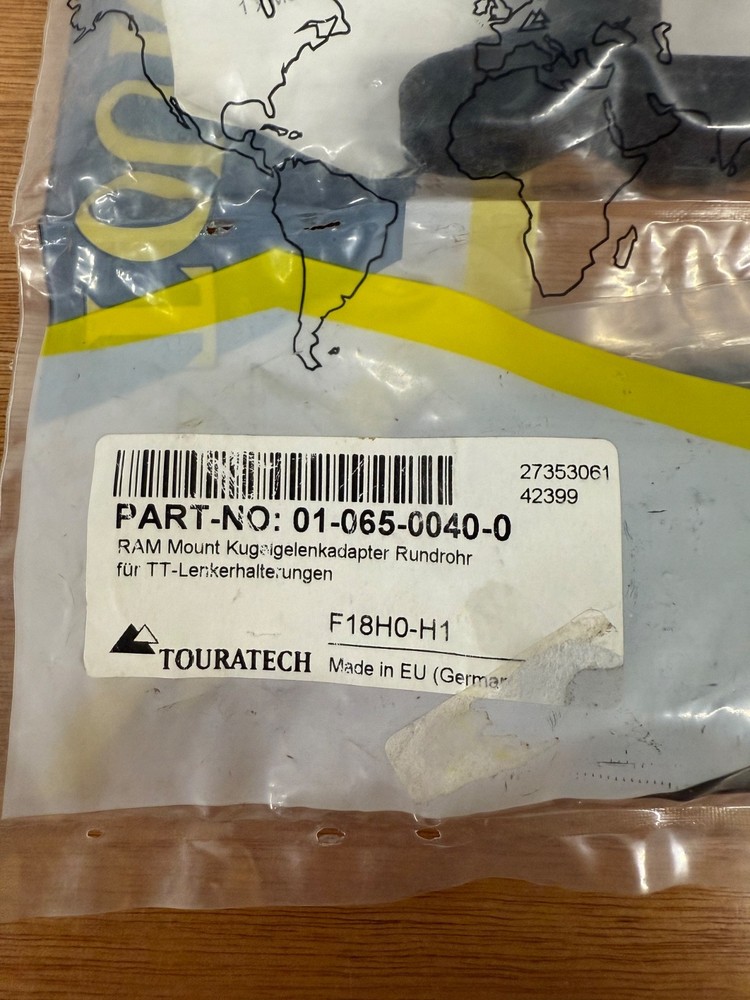 27353061
42399
PART-NO: 01-065-0040-0
RAM Mount Kugelgelenkadapter Rundrohr
für TT-Lenkerhalterungen
F18H0-H1
TOURATECH
Made in EU